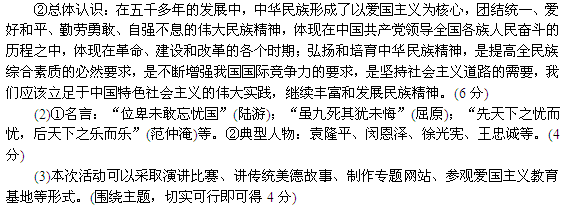 ②总体认识：在五千多年的发展中，中华民族形成了以爱国主义为核心，团结统一、爱
好和平、勤劳勇敢、自强不息的伟大民族精神，体现在中国共产党领导全国各族人民奋斗的
历程之中，体现在革命、建设和改革的各个时期；弘扬和培育中华民族精神，是提高全民族
综合素质的必然要求，是不断增强我国国际竞争力的要求，是坚持社会主义道路的需要，我
们应该立足于中国特色社会主义的伟大实践，继续丰富和发展民族精神。(6 分)
(2)①名言：“位卑未敢忘忧国”(陆游)；“虽九死其犹未悔”(屈原)；“先天下之忧而
忧，后天下之乐而乐”(范仲淹)等。②典型人物：袁隆平、闵恩泽、徐光宪、王忠诚等。(4
分)
(3)本次活动可以采取演讲比赛、讲传统美德故事、制作专题网站、参观爱国主义教育
基地等形式。(围绕主题，切实可行即可得 4 分)